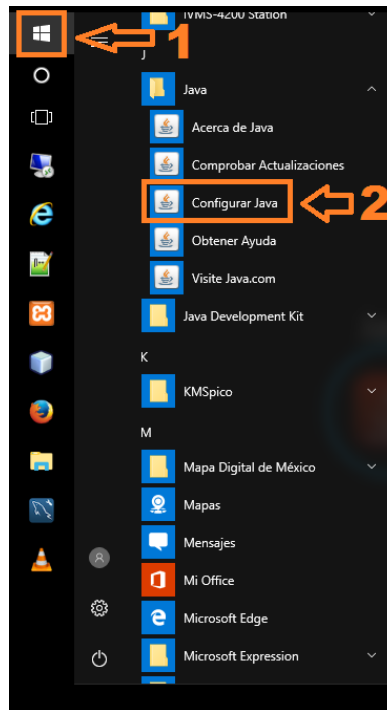 iVMS-4200 Station
1
J
Java
Acerca de Java
Comprobar Actualizaciones
Configurar Java
2
Obtener Ayuda
Visite Java.com
Java Development Kit
K
KMSpico
M
Mapa Digital de México
Mapas
Mensajes
Mi Office
Microsoft Edge
Microsoft Expression